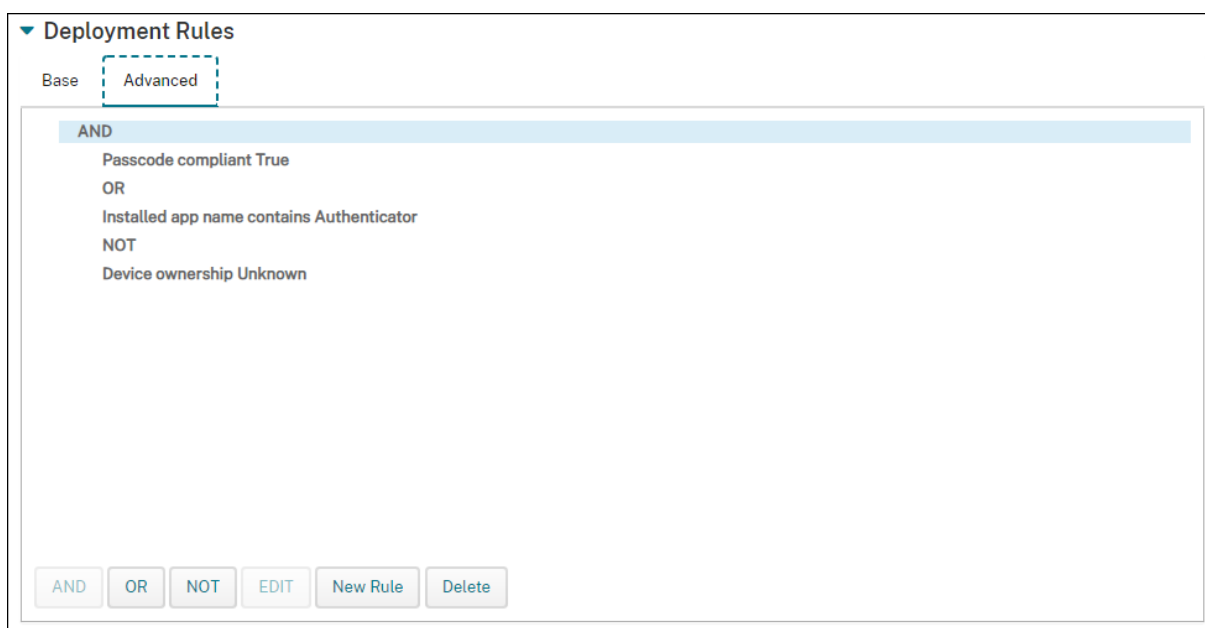 Deployment Rules
Base Advanced
AND
Passcode compliant True
OR
Installed app name contains Authenticator
NOT
Device ownership Unknown
AND OR NOT EDIT New Rule Delete